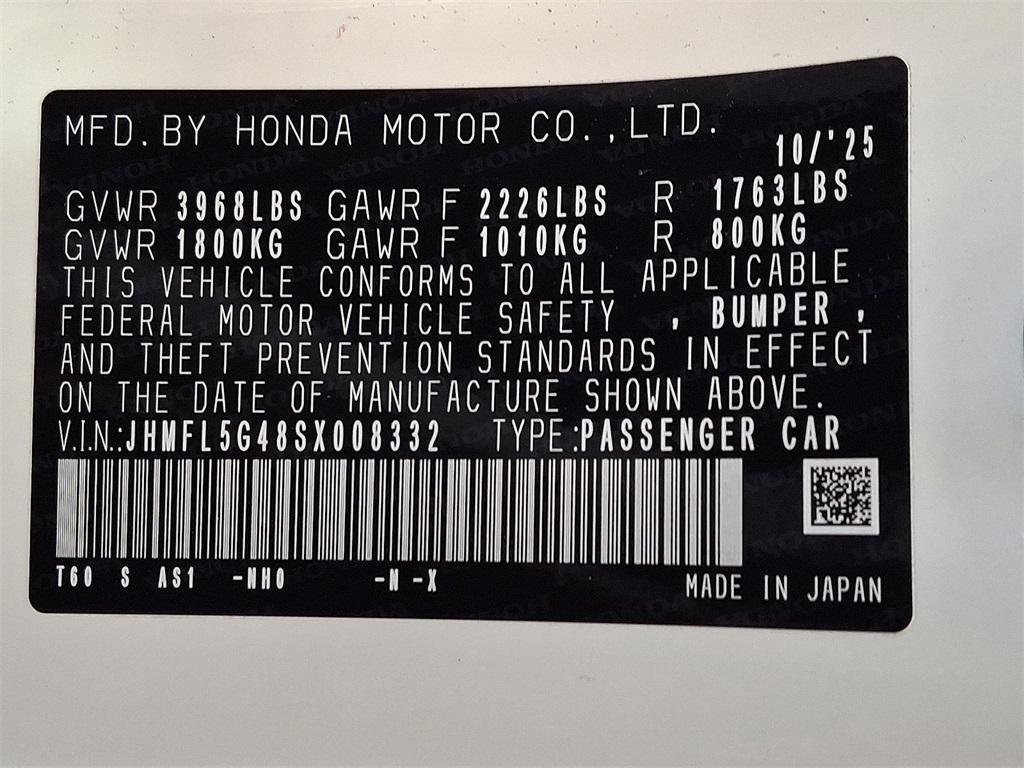 MFD. BY HONDA MOTOR CO., LTD.
10/'25
GVWR 3968LBS GAWR F 2226LBS R 1763LBS
GVWR 1800KG GAWR F 1010KG R 800KG
THIS VEHICLE CONFORMS TO ALL APPLICABLE
FEDERAL MOTOR VEHICLE SAFETY , BUMPER ,
AND THEFT PREVENTION STANDARDS IN EFFECT
ON THE DATE OF MANUFACTURE SHOWN ABOVE.
V.I.N.:JHMFL5G48SX008332 TYPE:PASSENGER CAR
T60 S AS1 -NH0 -N -X
MADE IN JAPAN